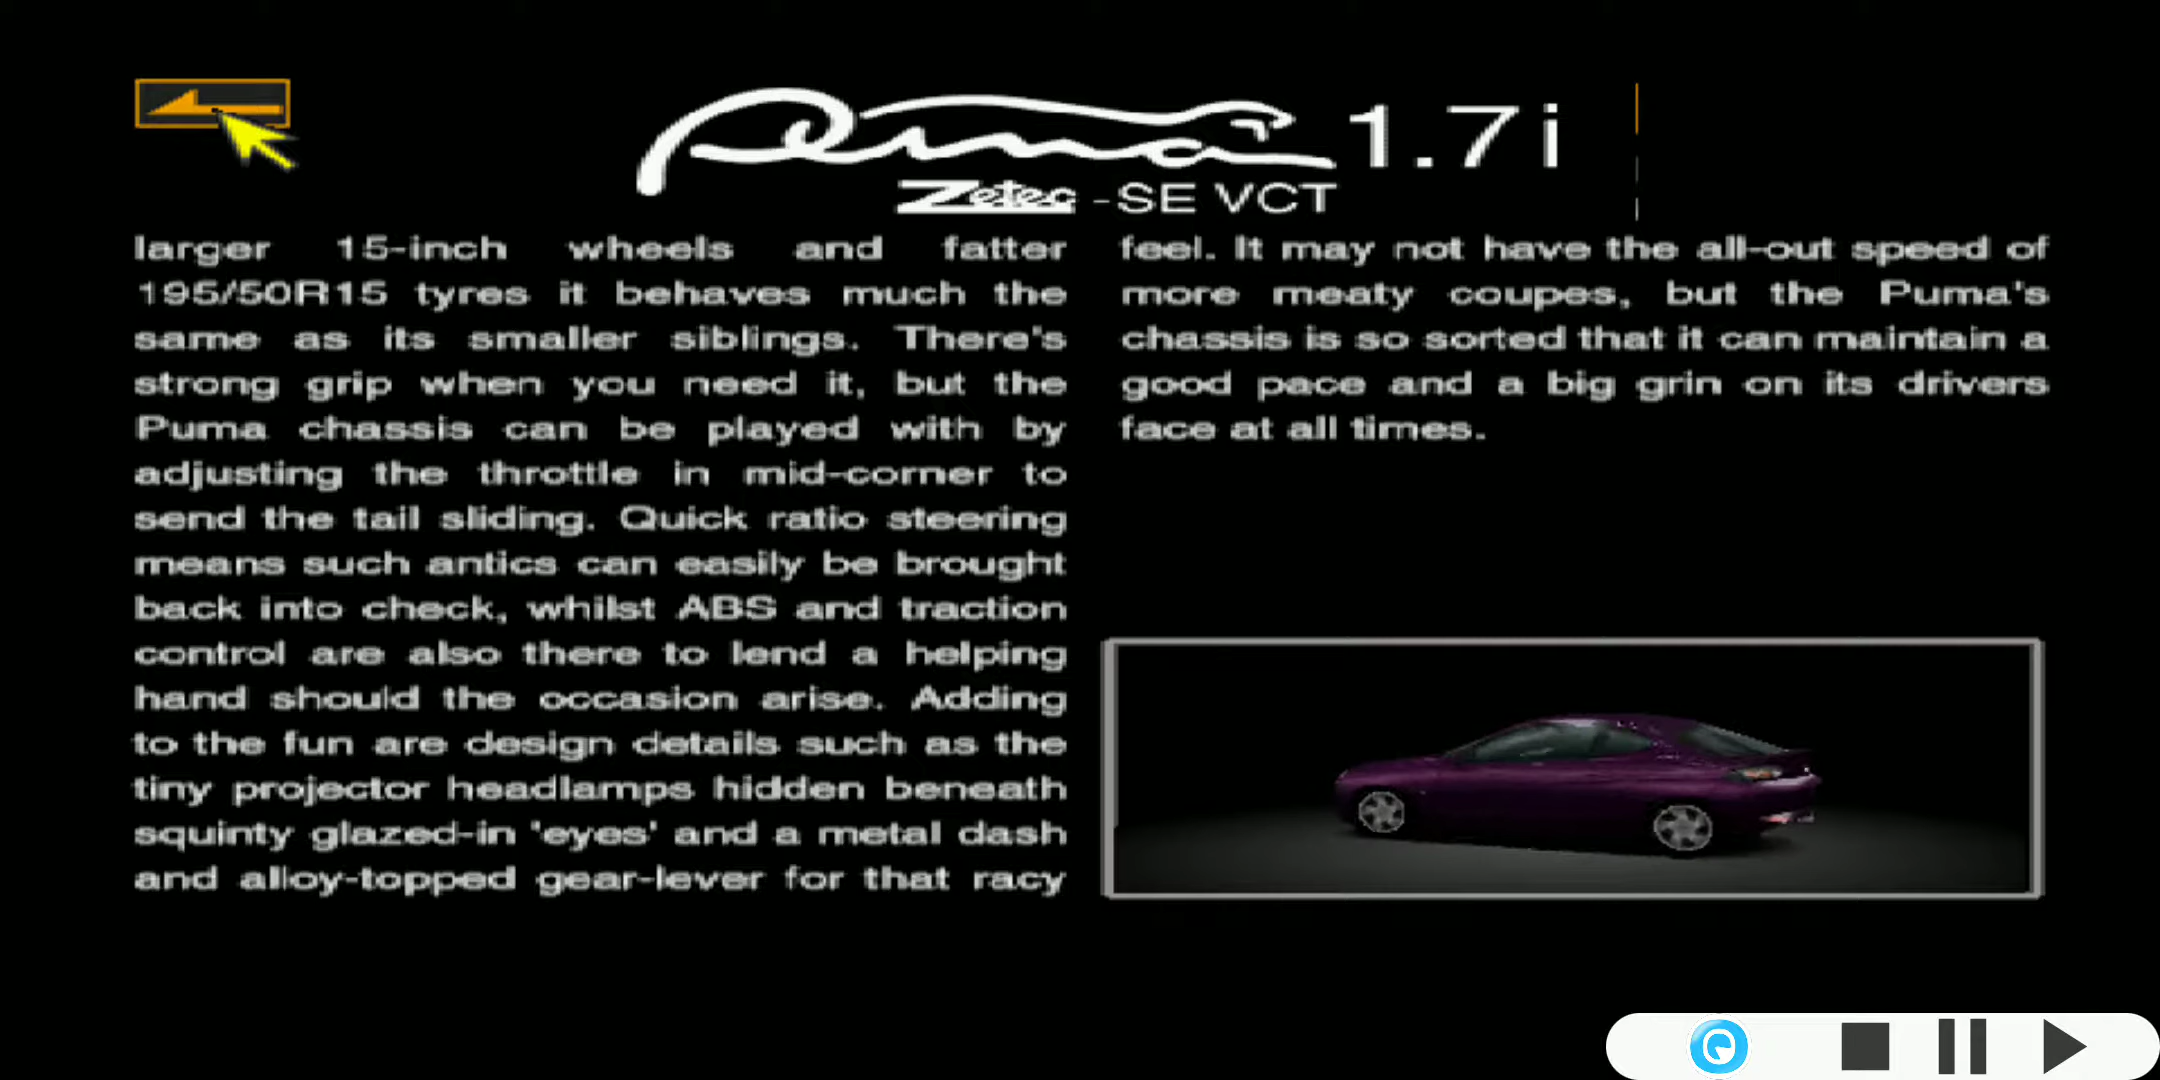 Puma 1.7i
Zetec -SE VCT
larger 15-inch wheels and fatter
195/50R15 tyres it behaves much the
same as its smaller siblings. There's
strong grip when you need it, but the
Puma chassis can be played with by
adjusting the throttle in mid-corner to
send the tail sliding. Quick ratio steering
means such antics can easily be brought
back into check, whilst ABS and traction
control are also there to lend a helping
hand should the occasion arise. Adding
to the fun are design details such as the
tiny projector headlamps hidden beneath
squinty glazed-in 'eyes' and a metal dash
and alloy-topped gear-lever for that racy
feel. It may not have the all-out speed of
more meaty coupes, but the Puma's
chassis is so sorted that it can maintain a
good pace and a big grin on its drivers
face at all times.